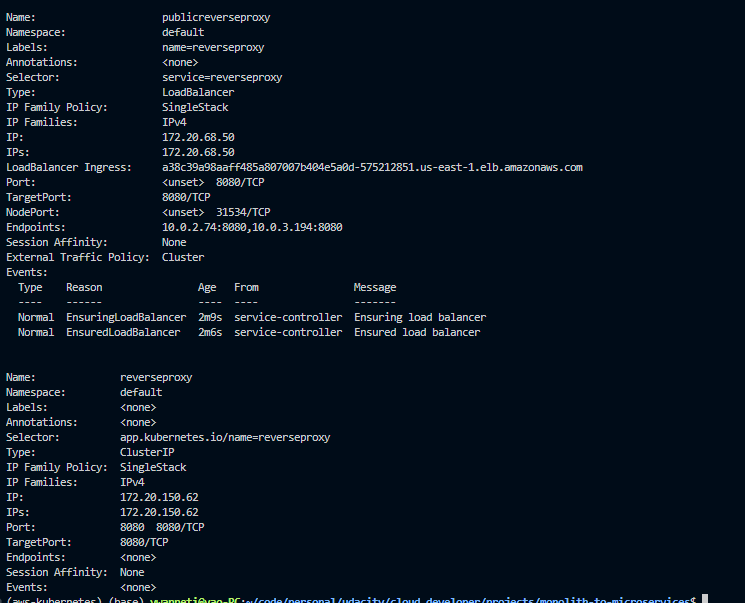 Name: publicreverseproxy
Namespace: default
Labels: name=reverseproxy
Annotations: <none>
Selector: service=reverseproxy
Type: LoadBalancer
IP Family Policy: SingleStack
IP Families: IPv4
IP: 172.20.68.50
IPs: 172.20.68.50
LoadBalancer Ingress: a38c39a98aaff485a807007b404e5a0d-575212851.us-east-1.elb.amazonaws.com
Port: <unset> 8080/TCP
TargetPort: 8080/TCP
NodePort: <unset> 31534/TCP
Endpoints: 10.0.2.74:8080,10.0.3.194:8080
Session Affinity: None
External Traffic Policy: Cluster
Events:
Type Reason Age From Message
---- ------ ---- ---- -------
Normal EnsuringLoadBalancer 2m9s service-controller Ensuring load balancer
Normal EnsuredLoadBalancer 2m6s service-controller Ensured load balancer
Name: reverseproxy
Namespace: default
Labels: <none>
Annotations: <none>
Selector: app.kubernetes.io/name=reverseproxy
Type: ClusterIP
IP Family Policy: SingleStack
IP Families: IPv4
IP: 172.20.150.62
IPs: 172.20.150.62
Port: 8080 8080/TCP
TargetPort: 8080/TCP
Endpoints: <none>
Session Affinity: None
Events: <none>
(aws-kubernetes) (base) :~/code/personal/udacity/cloud-developer/projects/monolith-to-microservices$